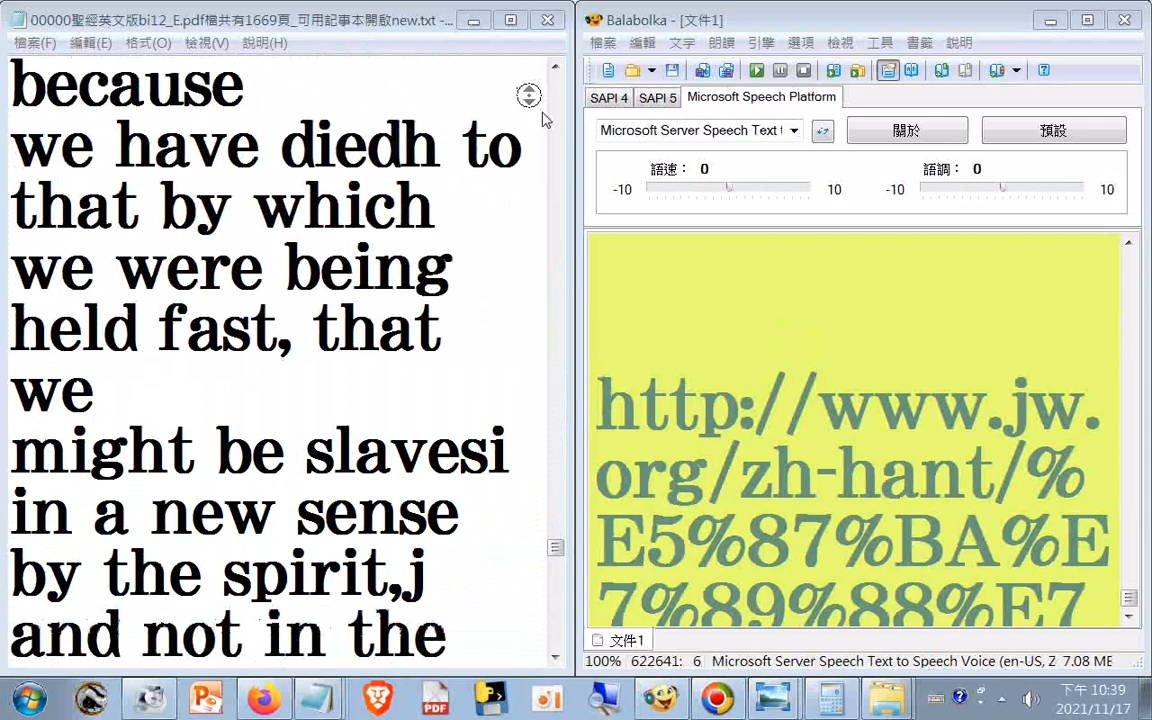 00000聖經英文版bi12_E.pdf檔共有1669頁_可用記事本開啟new.txt -...
檔案(F) 編輯(E) 格式(O) 檢視(V) 說明(H)
because
we have diedh to
that by which
we were being
held fast, that
we
might be slavesi
in a new sense
by the spirit,j
and not in the
Balabolka - [文件1]
檔案 編輯 文字 朗讀 引擎 選項 檢視 工具 書籤 說明
SAPI 4 SAPI 5 Microsoft Speech Platform
Microsoft Server Speech Text t 關於 預設
語速: 0 語調: 0
-10 10 -10 10
http://www.jw.
org/zh-hant/%
E5%87%BA%E
7%89%88%E7
文件1
100% 622641: 6 Microsoft Server Speech Text to Speech Voice (en-US, Z 7.08 ME
PDF
下午 10:39
2021/11/17